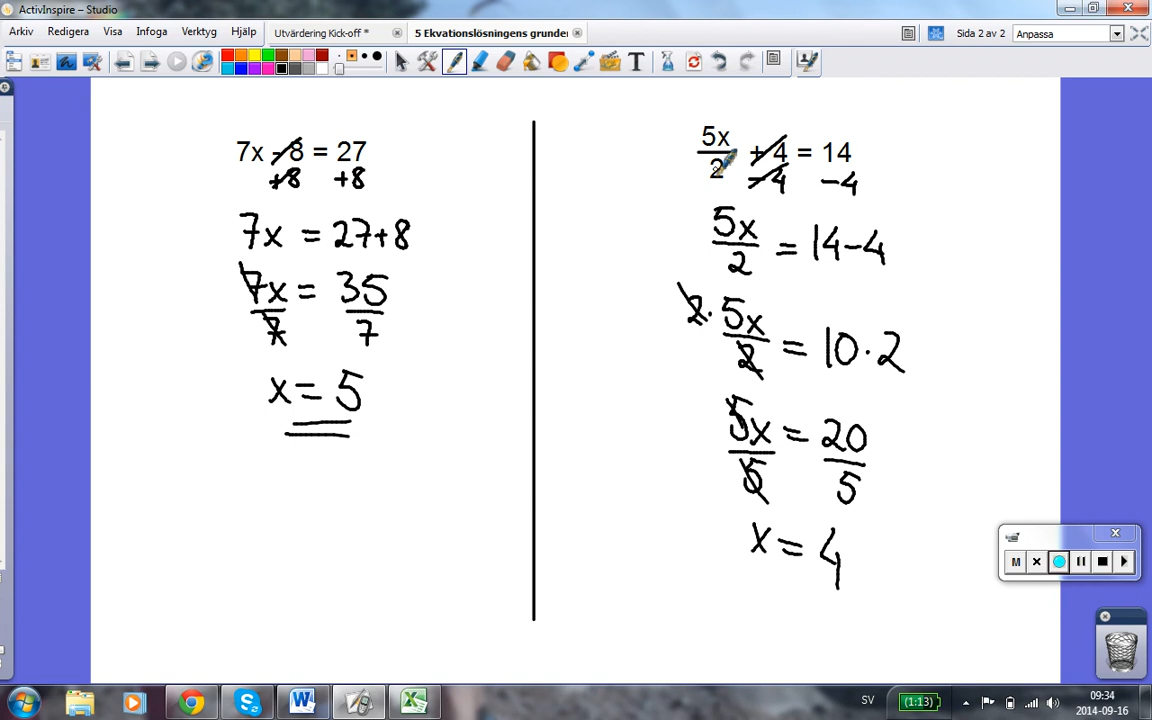 ActivInspire – Studio
Arkiv Redigera Visa Infoga Verktyg Hjälp
Utvärdering Kick-off *
5 Ekvationslösningens grunder
Sida 2 av 2
Anpassa
7x - 8 = 27
+8 +8
7x = 27+8
7x/7 = 35/7
x = 5
5x/2 + 4 = 14
-4 -4
5x/2 = 14-4
2·5x/2 = 10·2
5x/5 = 20/5
x = 4
M
SV
(1:13)
09:34
2014-09-16